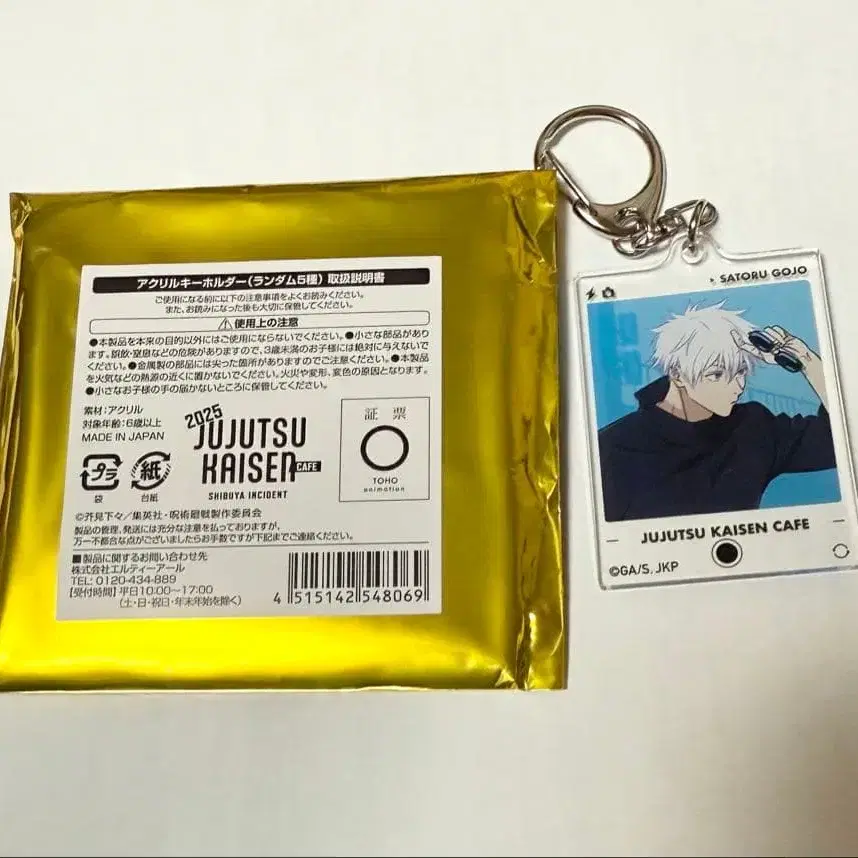 アクリルキーホルダー(ランダム5種) 取扱説明書
ご使用になる前に以下の注意事項をよくお読みください。
また、お読みになった後も大切に保管してください。
⚠使用上の注意
●本製品を本来の目的以外にはご使用にならないでください。●小さな部品があり
ます。誤飲・窒息などの危険がありますので、3歳未満のお子様には絶対に与えないで
ください。●金属製の部品には尖った箇所がありますのでご注意ください。●本製品
を火気などの熱源の近くに置かないでください。火災や変形、変色の原因となります。
●小さなお子様の手の届かないところに保管してください。
素材:アクリル
対象年齢:6歳以上
MADE IN JAPAN
プラ
袋
紙
台紙
2025
JUJUTSU
KAISEN CAFE
SHIBUYA INCIDENT
証 票
TOHO
animation
©芥見下々/集英社・呪術廻戦製作委員会
製品の管理、発送には充分な注意を払っておりますが、
万一不都合な点がございましたらお手数ですが下記までご連絡ください。
■製品に関するお問い合わせ先
株式会社エルティーアール
TEL: 0120-434-889
【受付時間】 平日10:00～17:00
(土・日・祝日・年末年始を除く)
4 515142 548069
SATORU GOJO
JUJUTSU KAISEN CAFE
©GA/S, JKP